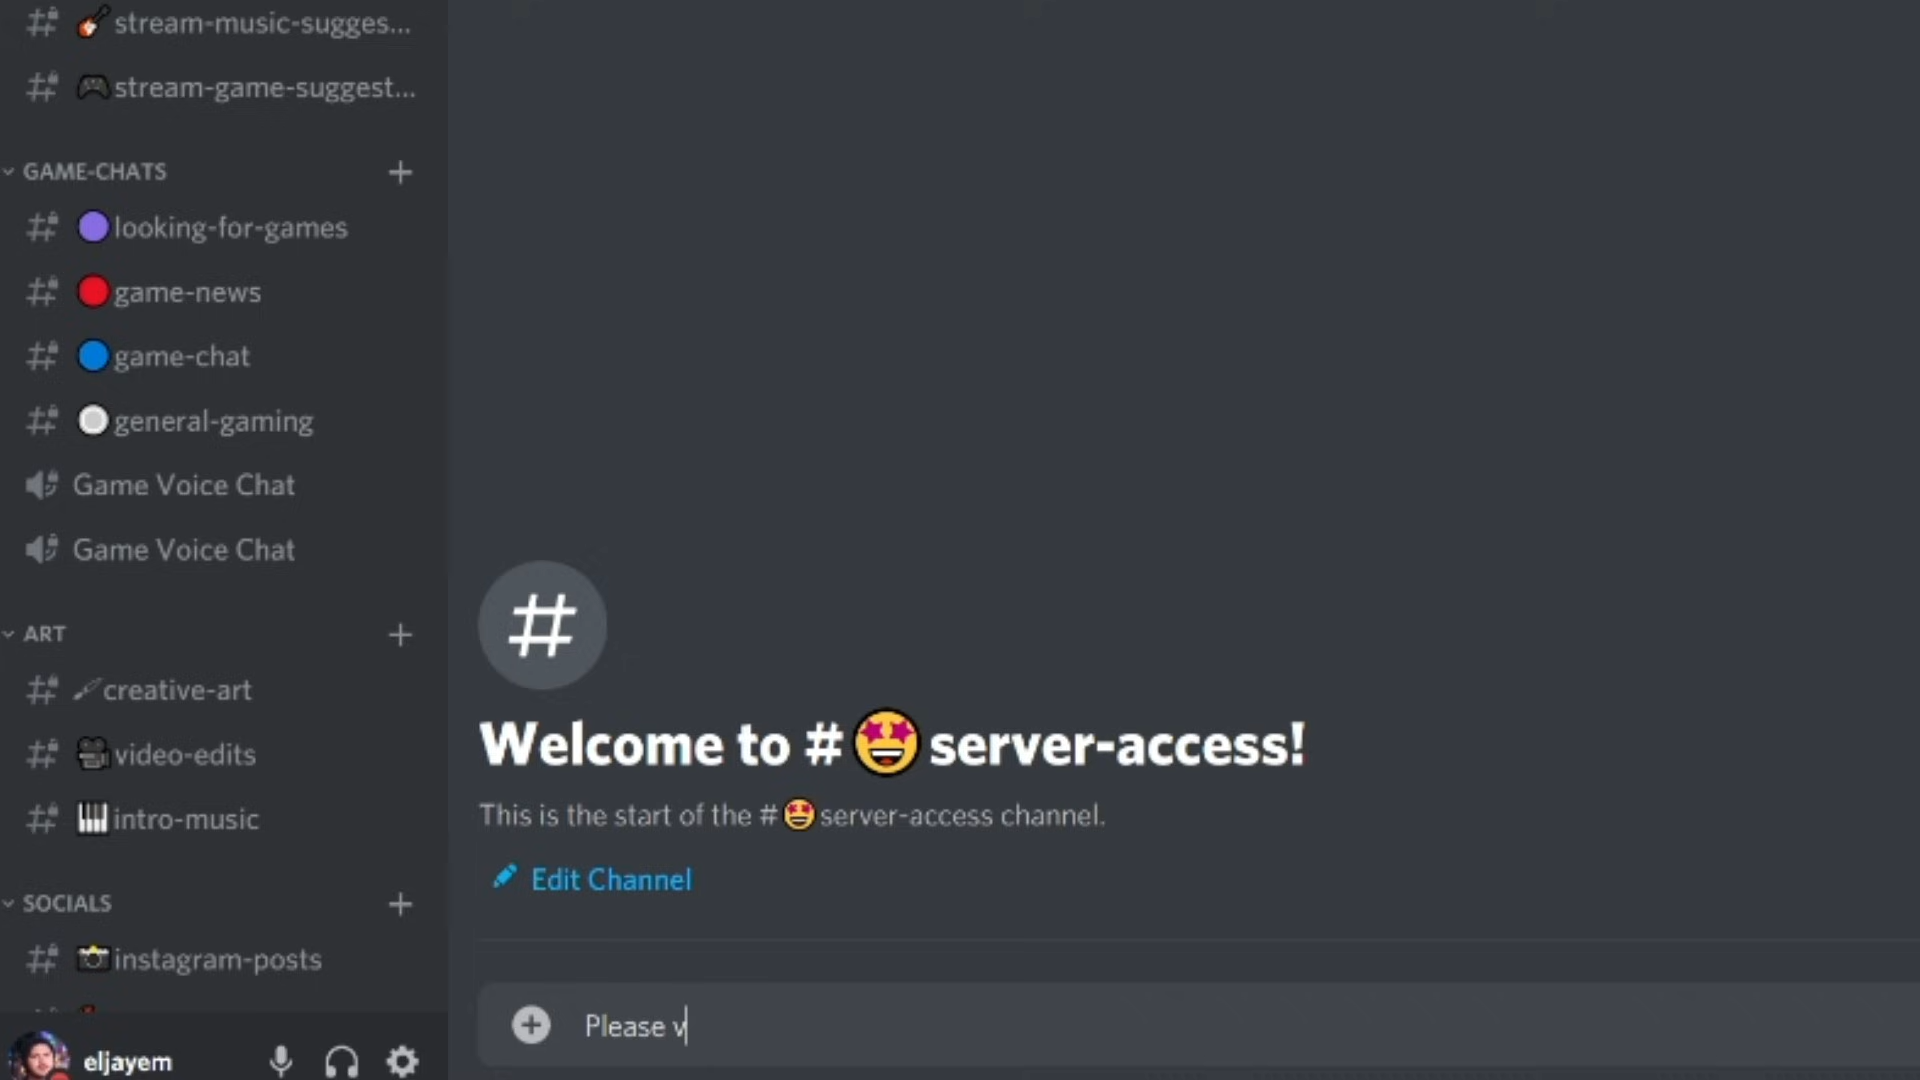 stream-music-sugges...
stream-game-suggest...
GAME-CHATS
looking-for-games
game-news
game-chat
general-gaming
Game Voice Chat
Game Voice Chat
ART
creative-art
video-edits
intro-music
SOCIALS
instagram-posts
eljayem
Welcome to #🤩server-access!
This is the start of the #🤩server-access channel.
Edit Channel
Please v